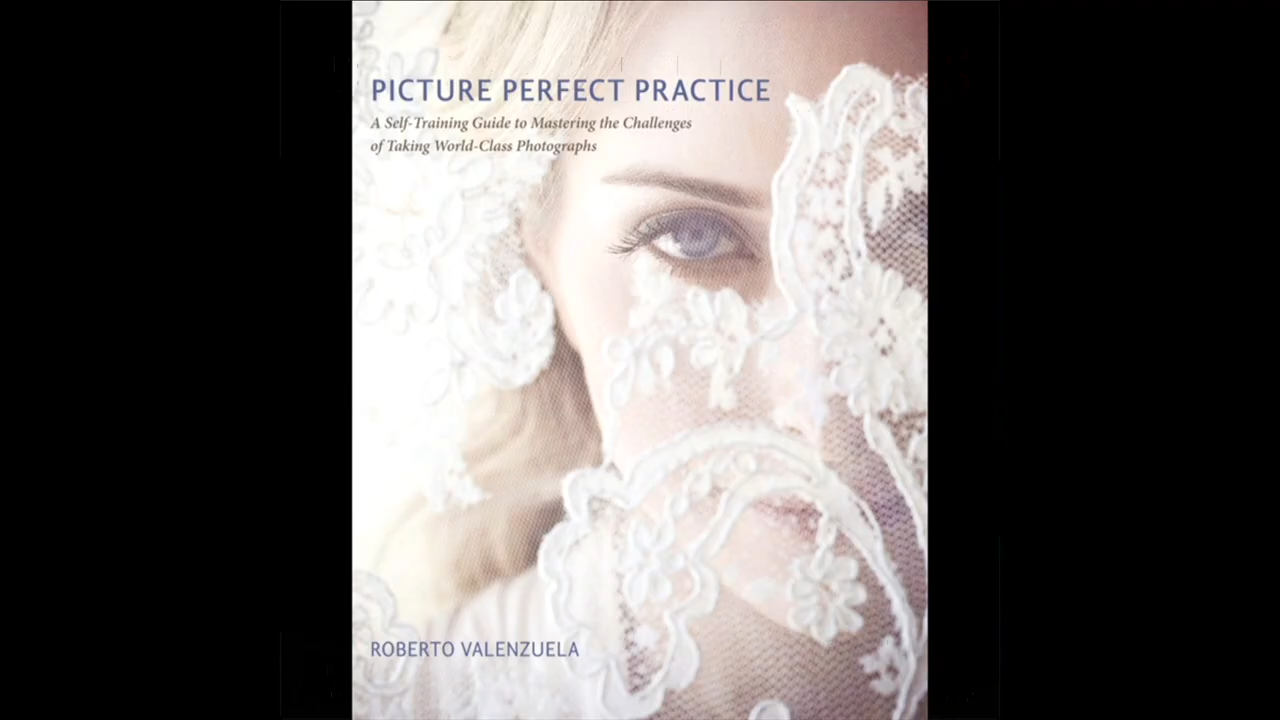 PICTURE PERFECT PRACTICE
A Self-Training Guide to Mastering the Challenges
of Taking World-Class Photographs
ROBERTO VALENZUELA